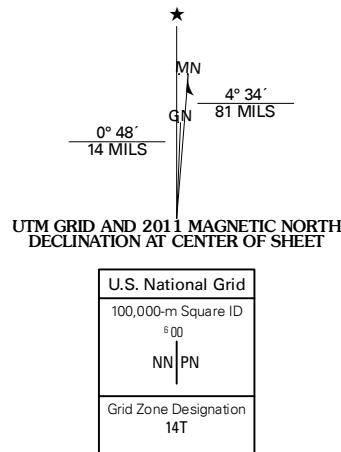 ★
MN
GN
0° 48´
14 MILS
4° 34´
81 MILS
UTM GRID AND 2011 MAGNETIC NORTH
DECLINATION AT CENTER OF SHEET
U.S. National Grid
100,000-m Square ID
⁶00
NN PN
Grid Zone Designation
14T